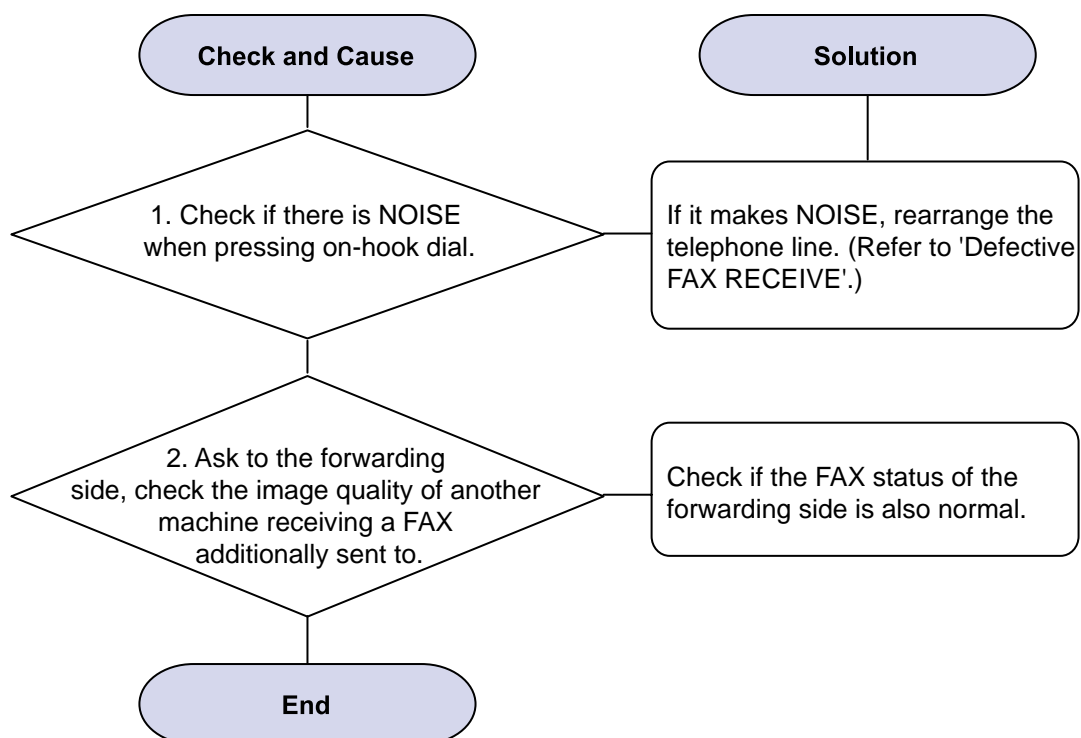 Check and Cause
Solution
1. Check if there is NOISE
when pressing on-hook dial.
If it makes NOISE, rearrange the
telephone line. (Refer to 'Defective
FAX RECEIVE'.)
2. Ask to the forwarding
side, check the image quality of another
machine receiving a FAX
additionally sent to.
Check if the FAX status of the
forwarding side is also normal.
End